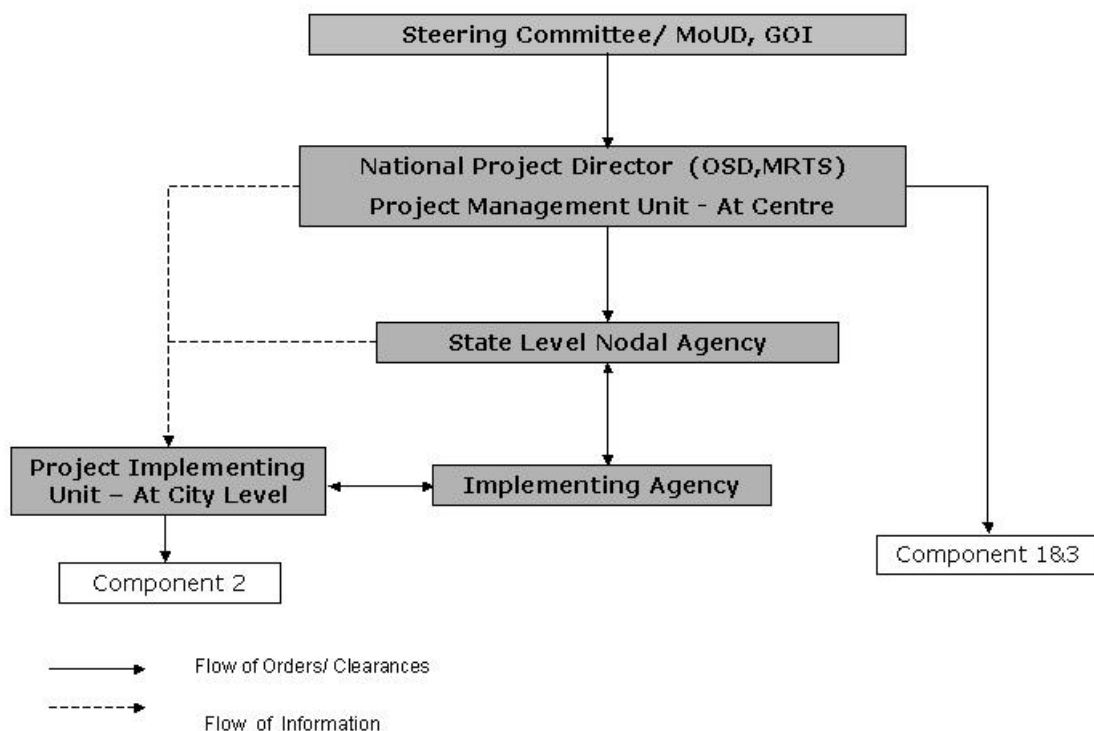 Steering Committee/ MoUD, GOI
National Project Director (OSD,MRTS)
Project Management Unit - At Centre
State Level Nodal Agency
Project Implementing
Unit – At City Level
Implementing Agency
Component 1&3
Component 2
Flow of Orders/ Clearances
Flow of Information